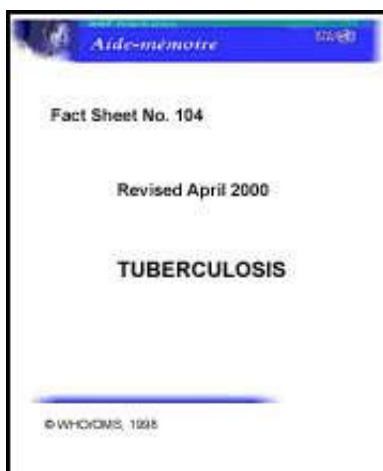 Aide-mémoire
Fact Sheet No. 104
Revised April 2000
TUBERCULOSIS
© WHO/OMS, 1998